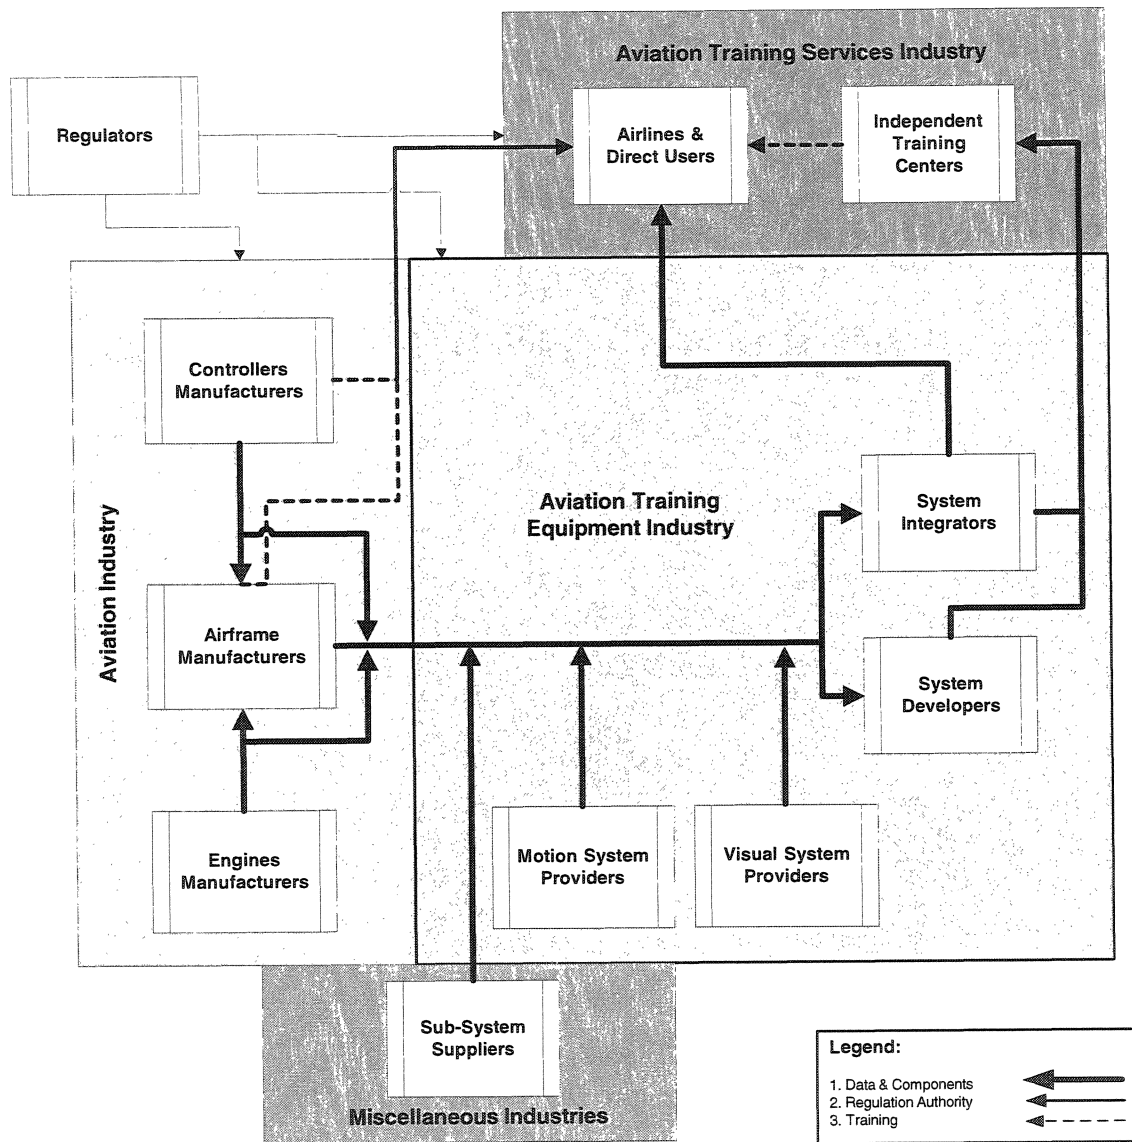 Aviation Training Services Industry
Regulators
Airlines &
Direct Users
Independent
Training
Centers
Controllers
Manufacturers
Aviation Training
Equipment Industry
System
Integrators
Aviation Industry
Airframe
Manufacturers
System
Developers
Engines
Manufacturers
Motion System
Providers
Visual System
Providers
Sub-System
Suppliers
Miscellaneous Industries
Legend:
1. Data & Components
2. Regulation Authority
3. Training